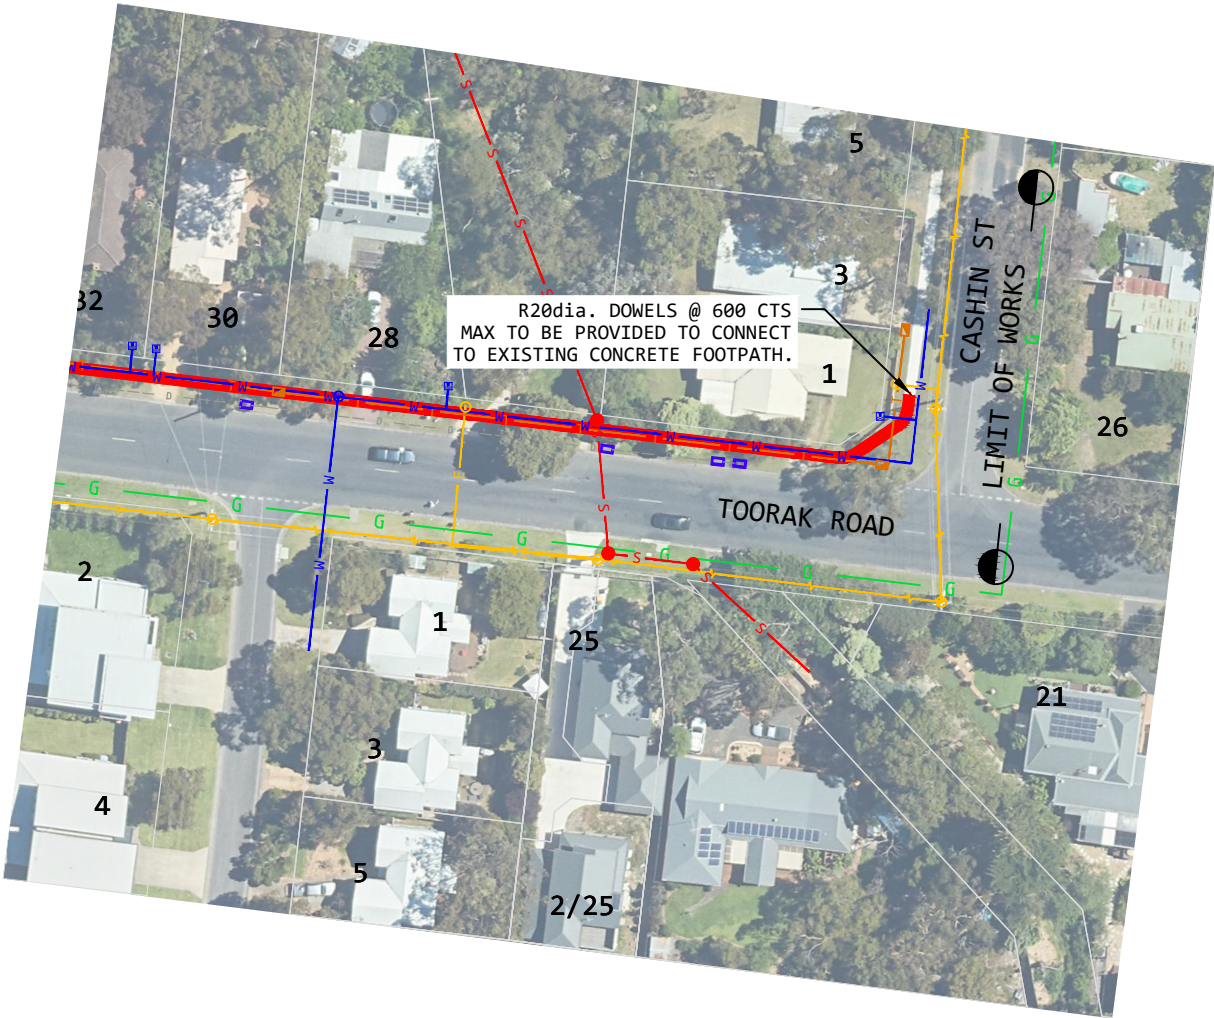 5
3
32
30
28
R20dia. DOWELS @ 600 CTS
MAX TO BE PROVIDED TO CONNECT
TO EXISTING CONCRETE FOOTPATH.
1
CASHIN ST
LIMIT OF WORKS
26
TOORAK ROAD
2
1
25
21
3
4
5
2/25
S
S
S
S
W
W
W
W
W
W
W
W
W
W
W
W
D
D
G
G
G
G
G
G
G
G
G
G
G
S
S
S
S